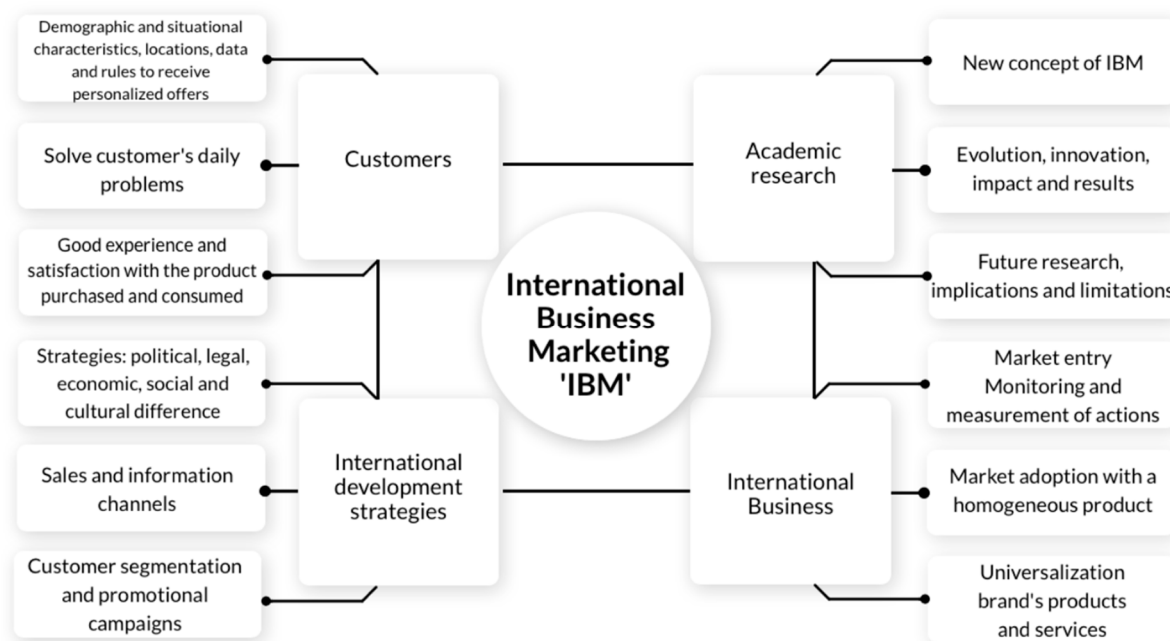 Demographic and situational
characteristics, locations, data
and rules to receive
personalized offers
Solve customer's daily
problems
Good experience and
satisfaction with the product
purchased and consumed
Strategies: political, legal,
economic, social and
cultural difference
Sales and information
channels
Customer segmentation
and promotional
campaigns
Customers
International
development
strategies
International
Business
Marketing
'IBM'
Academic
research
International
Business
New concept of IBM
Evolution, innovation,
impact and results
Future research,
implications and limitations
Market entry
Monitoring and
measurement of actions
Market adoption with a
homogeneous product
Universalization
brand's products
and services